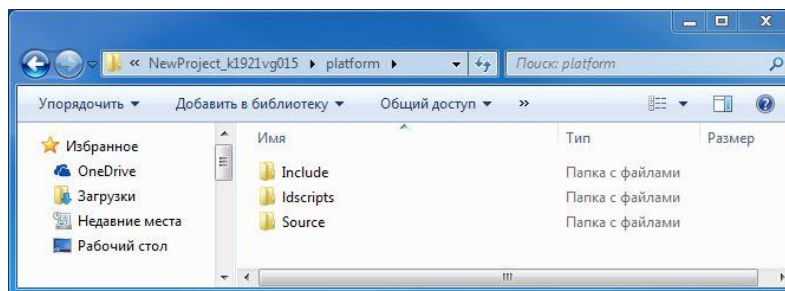 « NewProject_k1921vg015 ▸ platform ▸ Поиск: platform
Упорядочить ▾ Добавить в библиотеку ▾ Общий доступ ▾ »
Избранное
OneDrive
Загрузки
Недавние места
Рабочий стол
Имя Тип Размер
Include Папка с файлами
ldscripts Папка с файлами
Source Папка с файлами